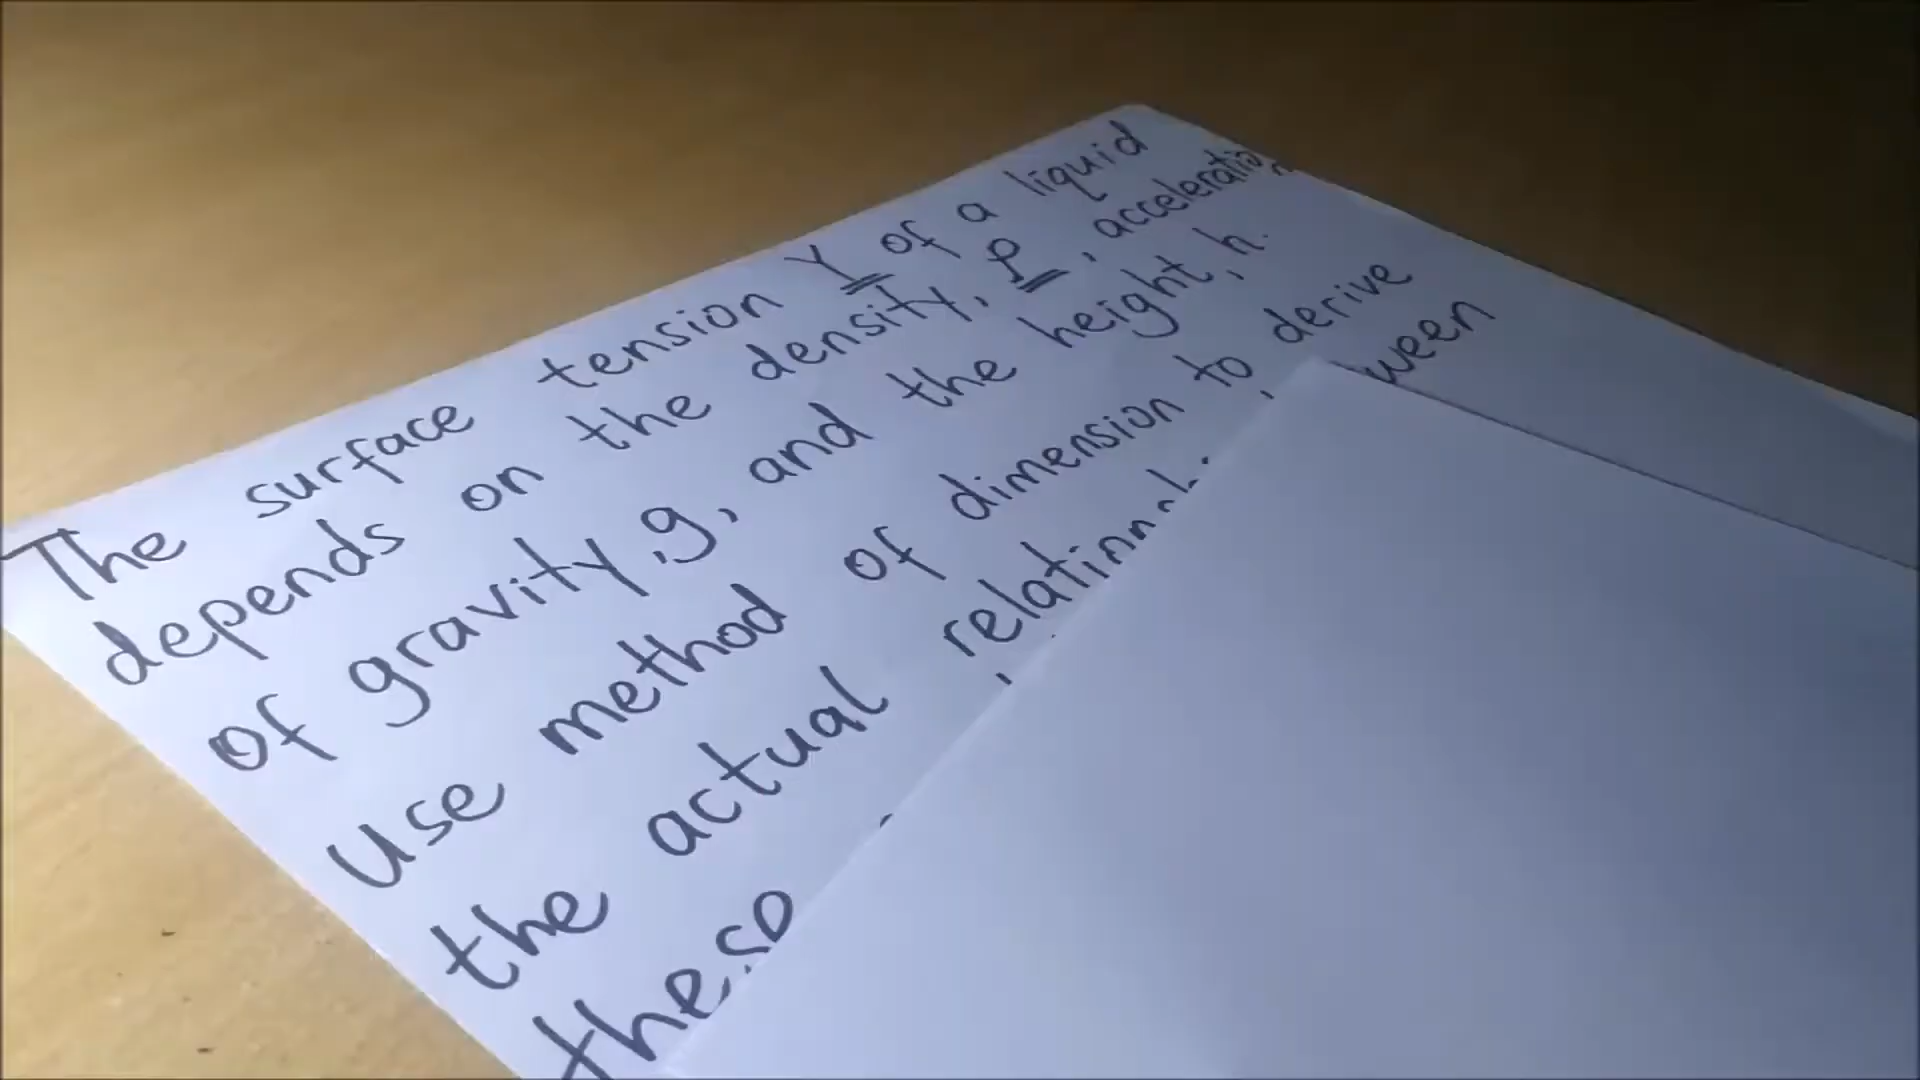 The surface tension γ of a liquid
depends on the density, ρ, acceleration
of gravity, g, and the height, h.
Use method of dimension to derive
the actual